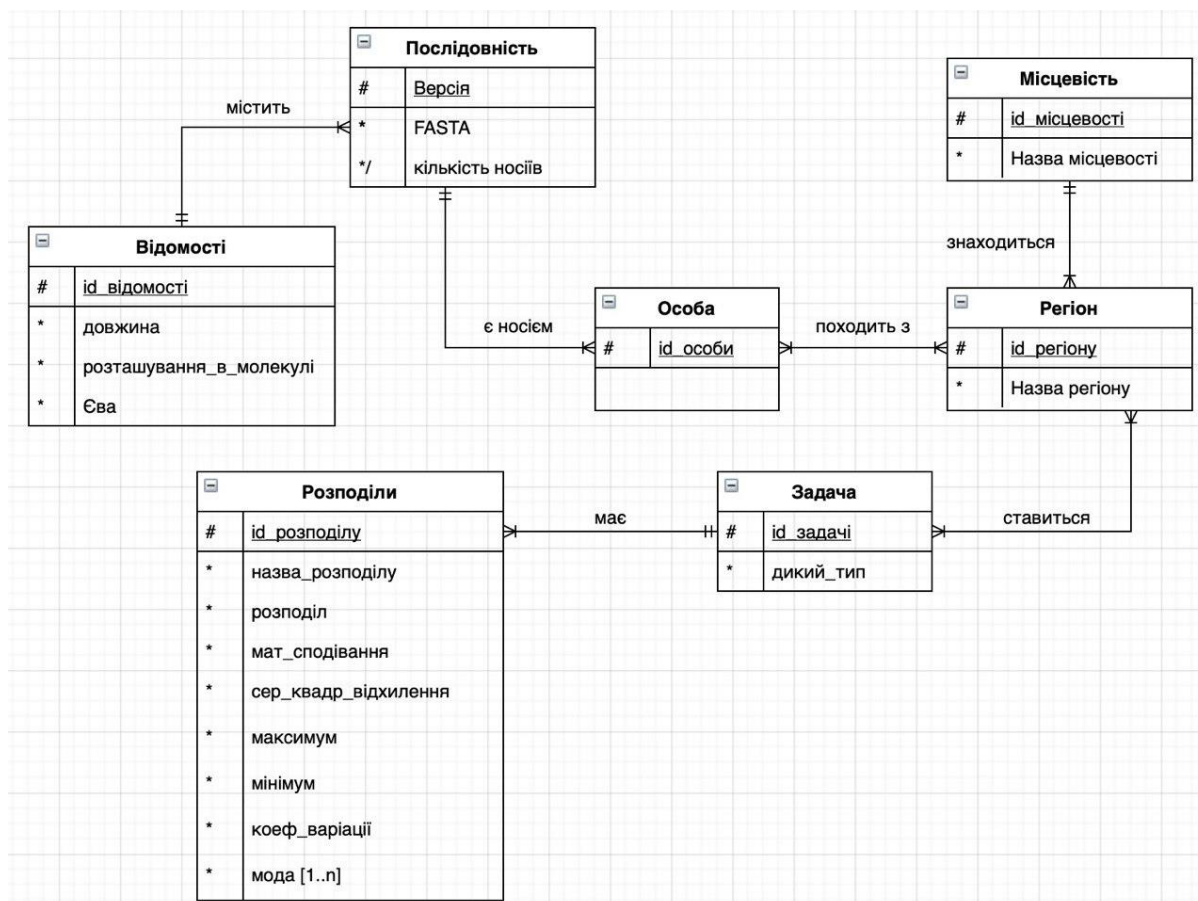 Послідовність
# Версія
* FASTA
*/ кількість носіїв
містить
Місцевість
# id_місцевості
* Назва місцевості
Відомості
# id_відомості
* довжина
* розташування_в_молекулі
* Єва
знаходиться
є носієм
Особа
# id_особи
походить з
Регіон
# id_регіону
* Назва регіону
Розподіли
# id_розподілу
* назва_розподілу
* розподіл
* мат_сподівання
* сер_квадр_відхилення
* максимум
* мінімум
* коеф_варіації
* мода [1..n]
має
Задача
# id_задачі
* дикий_тип
ставиться